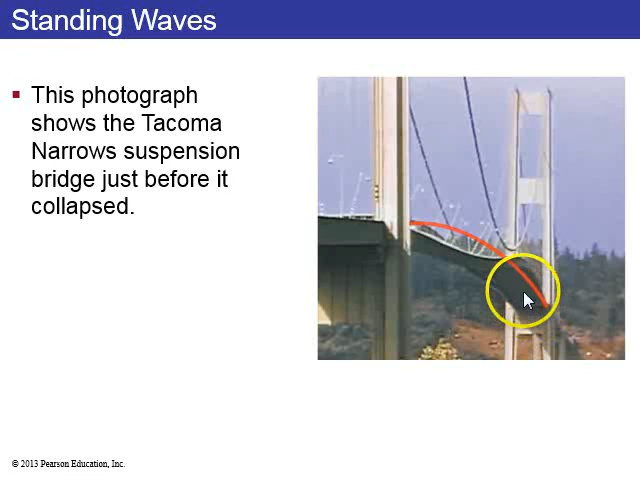 Standing Waves
This photograph
shows the Tacoma
Narrows suspension
bridge just before it
collapsed.
© 2013 Pearson Education, Inc.